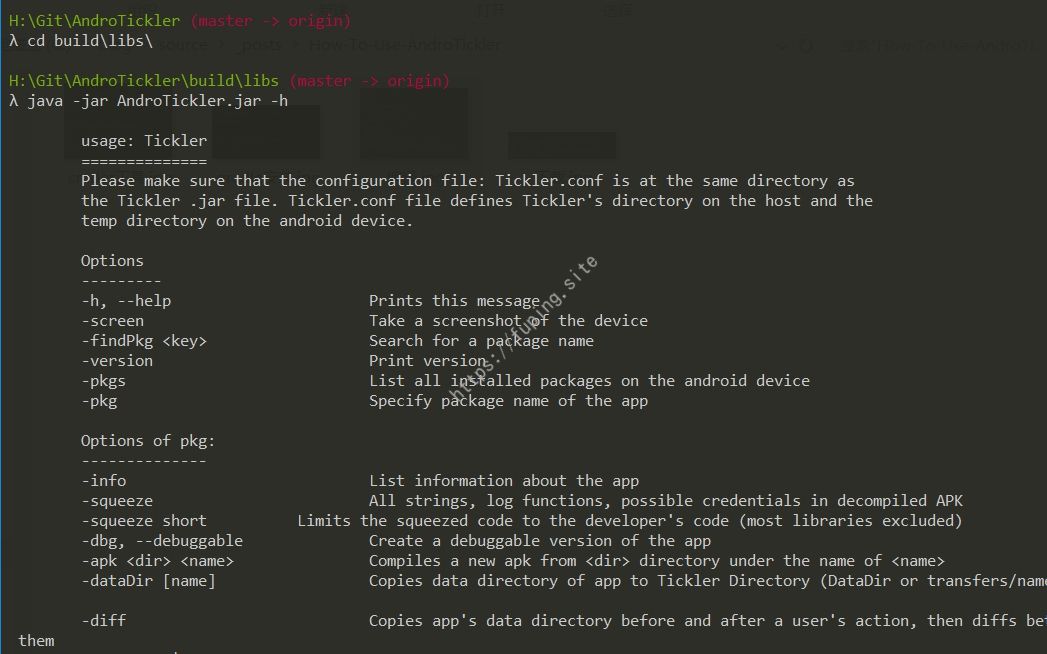 H:\Git\AndroTickler (master -> origin)
λ cd build\libs\
H:\Git\AndroTickler\build\libs (master -> origin)
λ java -jar AndroTickler.jar -h
usage: Tickler
==============
Please make sure that the configuration file: Tickler.conf is at the same directory as
the Tickler .jar file. Tickler.conf file defines Tickler's directory on the host and the
temp directory on the android device.
Options
---------
-h, --help Prints this message
-screen Take a screenshot of the device
-findPkg <key> Search for a package name
-version Print version
-pkgs List all installed packages on the android device
-pkg Specify package name of the app
Options of pkg:
--------------
-info List information about the app
-squeeze All strings, log functions, possible credentials in decompiled APK
-squeeze short Limits the squeezed code to the developer's code (most libraries excluded)
-dbg, --debuggable Create a debuggable version of the app
-apk <dir> <name> Compiles a new apk from <dir> directory under the name of <name>
-dataDir [name] Copies data directory of app to Tickler Directory (DataDir or transfers/name
-diff Copies app's data directory before and after a user's action, then diffs be
them
https://fuping.site
source > _posts > How-To-Use-AndroTickler